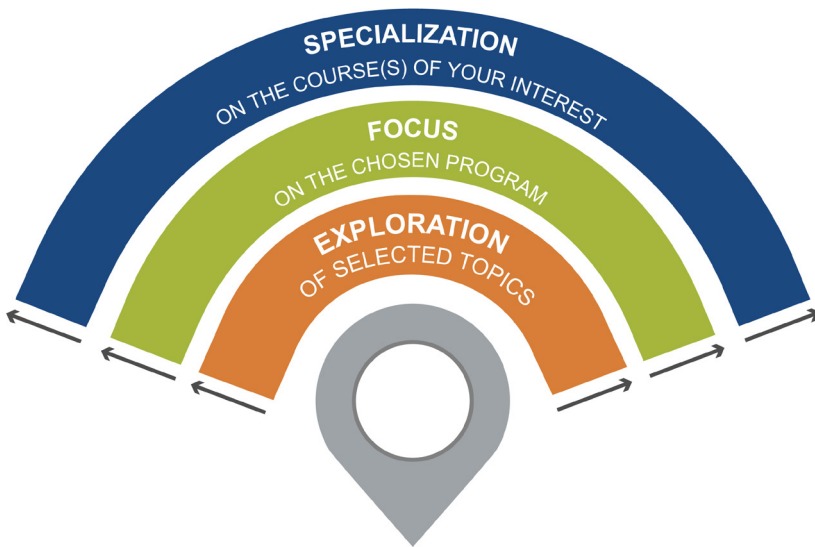 SPECIALIZATION
ON THE COURSE(S) OF YOUR INTEREST
FOCUS
ON THE CHOSEN PROGRAM
EXPLORATION
OF SELECTED TOPICS